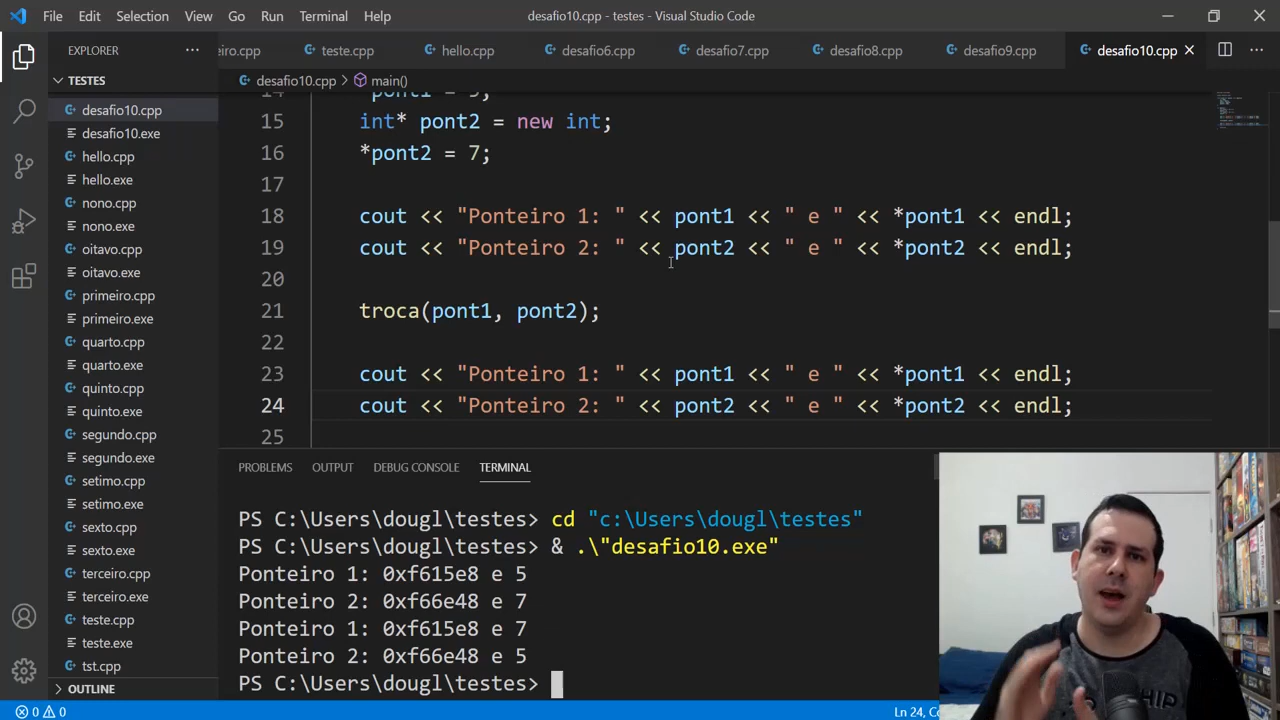 File Edit Selection View Go Run Terminal Help
desafio10.cpp - testes - Visual Studio Code
EXPLORER
TESTES
desafio10.cpp
desafio10.exe
hello.cpp
hello.exe
nono.cpp
nono.exe
oitavo.cpp
oitavo.exe
primeiro.cpp
primeiro.exe
quarto.cpp
quarto.exe
quinto.cpp
quinto.exe
segundo.cpp
segundo.exe
setimo.cpp
setimo.exe
sexto.cpp
sexto.exe
terceiro.cpp
terceiro.exe
teste.cpp
teste.exe
tst.cpp
OUTLINE
eiro.cpp teste.cpp hello.cpp desafio6.cpp desafio7.cpp desafio8.cpp desafio9.cpp desafio10.cpp
desafio10.cpp > main()
15 int* pont2 = new int;
16 *pont2 = 7;
17
18 cout << "Ponteiro 1: " << pont1 << " e " << *pont1 << endl;
19 cout << "Ponteiro 2: " << pont2 << " e " << *pont2 << endl;
20
21 troca(pont1, pont2);
22
23 cout << "Ponteiro 1: " << pont1 << " e " << *pont1 << endl;
24 cout << "Ponteiro 2: " << pont2 << " e " << *pont2 << endl;
25
PROBLEMS OUTPUT DEBUG CONSOLE TERMINAL
PS C:\Users\dougl\testes> cd "c:\Users\dougl\testes"
PS C:\Users\dougl\testes> & .\"desafio10.exe"
Ponteiro 1: 0xf615e8 e 5
Ponteiro 2: 0xf66e48 e 7
Ponteiro 1: 0xf615e8 e 7
Ponteiro 2: 0xf66e48 e 5
PS C:\Users\dougl\testes>
0 0
Ln 24,